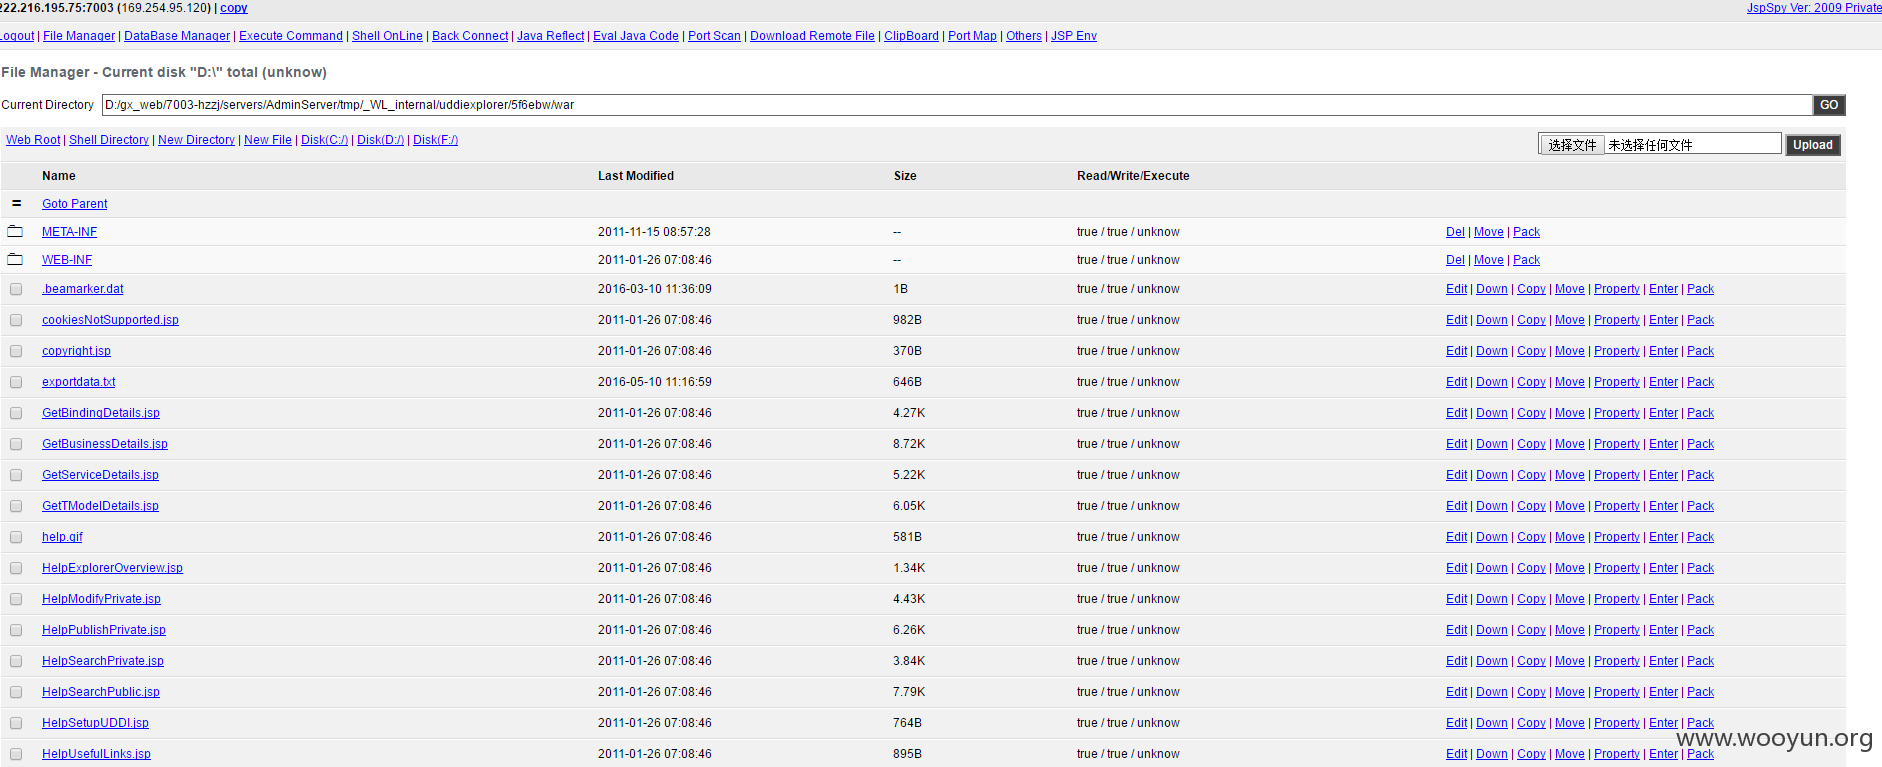 222.216.195.75:7003 (169.254.95.120) | copy JspSpy Ver: 2009 Private
Logout | File Manager | DataBase Manager | Execute Command | Shell OnLine | Back Connect | Java Reflect | Eval Java Code | Port Scan | Download Remote File | ClipBoard | Port Map | Others | JSP Env
File Manager - Current disk "D:\" total (unknow)
Current Directory D:/gx_web/7003-hzzj/servers/AdminServer/tmp/_WL_internal/uddiexplorer/5f6ebw/war GO
Web Root | Shell Directory | New Directory | New File | Disk(C:/) | Disk(D:/) | Disk(F:/) 选择文件 未选择任何文件 Upload
Name Last Modified Size Read/Write/Execute
= Goto Parent
META-INF 2011-11-15 08:57:28 -- true / true / unknow Del | Move | Pack
WEB-INF 2011-01-26 07:08:46 -- true / true / unknow Del | Move | Pack
.beamarker.dat 2016-03-10 11:36:09 1B true / true / unknow Edit | Down | Copy | Move | Property | Enter | Pack
cookiesNotSupported.jsp 2011-01-26 07:08:46 982B true / true / unknow Edit | Down | Copy | Move | Property | Enter | Pack
copyright.jsp 2011-01-26 07:08:46 370B true / true / unknow Edit | Down | Copy | Move | Property | Enter | Pack
exportdata.txt 2016-05-10 11:16:59 646B true / true / unknow Edit | Down | Copy | Move | Property | Enter | Pack
GetBindingDetails.jsp 2011-01-26 07:08:46 4.27K true / true / unknow Edit | Down | Copy | Move | Property | Enter | Pack
GetBusinessDetails.jsp 2011-01-26 07:08:46 8.72K true / true / unknow Edit | Down | Copy | Move | Property | Enter | Pack
GetServiceDetails.jsp 2011-01-26 07:08:46 5.22K true / true / unknow Edit | Down | Copy | Move | Property | Enter | Pack
GetTModelDetails.jsp 2011-01-26 07:08:46 6.05K true / true / unknow Edit | Down | Copy | Move | Property | Enter | Pack
help.gif 2011-01-26 07:08:46 581B true / true / unknow Edit | Down | Copy | Move | Property | Enter | Pack
HelpExplorerOverview.jsp 2011-01-26 07:08:46 1.34K true / true / unknow Edit | Down | Copy | Move | Property | Enter | Pack
HelpModifyPrivate.jsp 2011-01-26 07:08:46 4.43K true / true / unknow Edit | Down | Copy | Move | Property | Enter | Pack
HelpPublishPrivate.jsp 2011-01-26 07:08:46 6.26K true / true / unknow Edit | Down | Copy | Move | Property | Enter | Pack
HelpSearchPrivate.jsp 2011-01-26 07:08:46 3.84K true / true / unknow Edit | Down | Copy | Move | Property | Enter | Pack
HelpSearchPublic.jsp 2011-01-26 07:08:46 7.79K true / true / unknow Edit | Down | Copy | Move | Property | Enter | Pack
HelpSetupUDDI.jsp 2011-01-26 07:08:46 764B true / true / unknow Edit | Down | Copy | Move | Property | Enter | Pack
HelpUsefulLinks.jsp 2011-01-26 07:08:46 895B true / true / unknow Edit | Down | Copy | Move | Property | Enter | Pack
www.wooyun.org